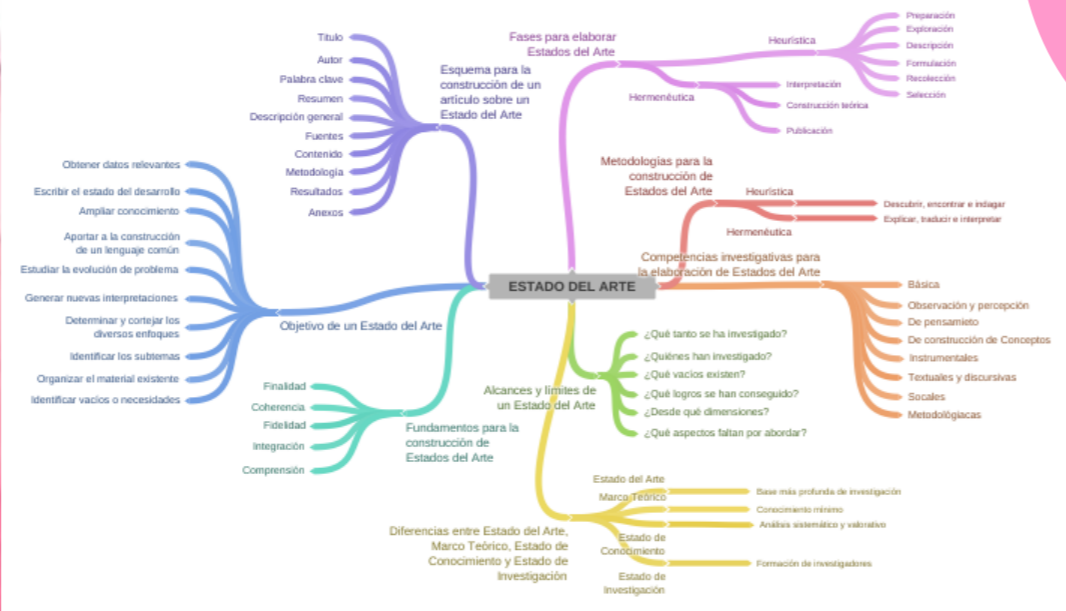 ESTADO DEL ARTE
Esquema para la
construcción de un
artículo sobre un
Estado del Arte
Titulo
Autor
Palabra clave
Resumen
Descripción general
Fuentes
Contenido
Metodología
Resultados
Anexos
Objetivo de un Estado del Arte
Obtener datos relevantes
Escribir el estado del desarrollo
Ampliar conocimiento
Aportar a la construcción
de un lenguaje común
Estudiar la evolución de problema
Generar nuevas interpretaciones
Determinar y cortejar los
diversos enfoques
Identificar los subtemas
Organizar el material existente
Identificar vacíos o necesidades
Fundamentos para la
construcción de
Estados del Arte
Finalidad
Coherencia
Fidelidad
Integración
Comprensión
Fases para elaborar
Estados del Arte
Heurística
Preparación
Exploración
Descripción
Formulación
Recolección
Selección
Hermenéutica
Interpretación
Construcción teórica
Publicación
Metodologías para la
construcción de
Estados del Arte
Heurística
Descubrir, encontrar e indagar
Explicar, traducir e interpretar
Hermenéutica
Competencias investigativas para
la elaboración de Estados del Arte
Básica
Observación y percepción
De pensamieto
De construcción de Conceptos
Instrumentales
Textuales y discursivas
Socales
Metodológiacas
Alcances y límites de
un Estado del Arte
¿Qué tanto se ha investigado?
¿Quiénes han investigado?
¿Qué vacíos existen?
¿Qué logros se han conseguido?
¿Desde qué dimensiones?
¿Qué aspectos faltan por abordar?
Diferencias entre Estado del Arte,
Marco Teórico, Estado de
Conocimiento y Estado de
Investigación
Estado del Arte
Base más profunda de investigación
Marco Teórico
Conocimiento mínimo
Análisis sistemático y valorativo
Estado de
Conocimiento
Formación de investigadores
Estado de
Investigación